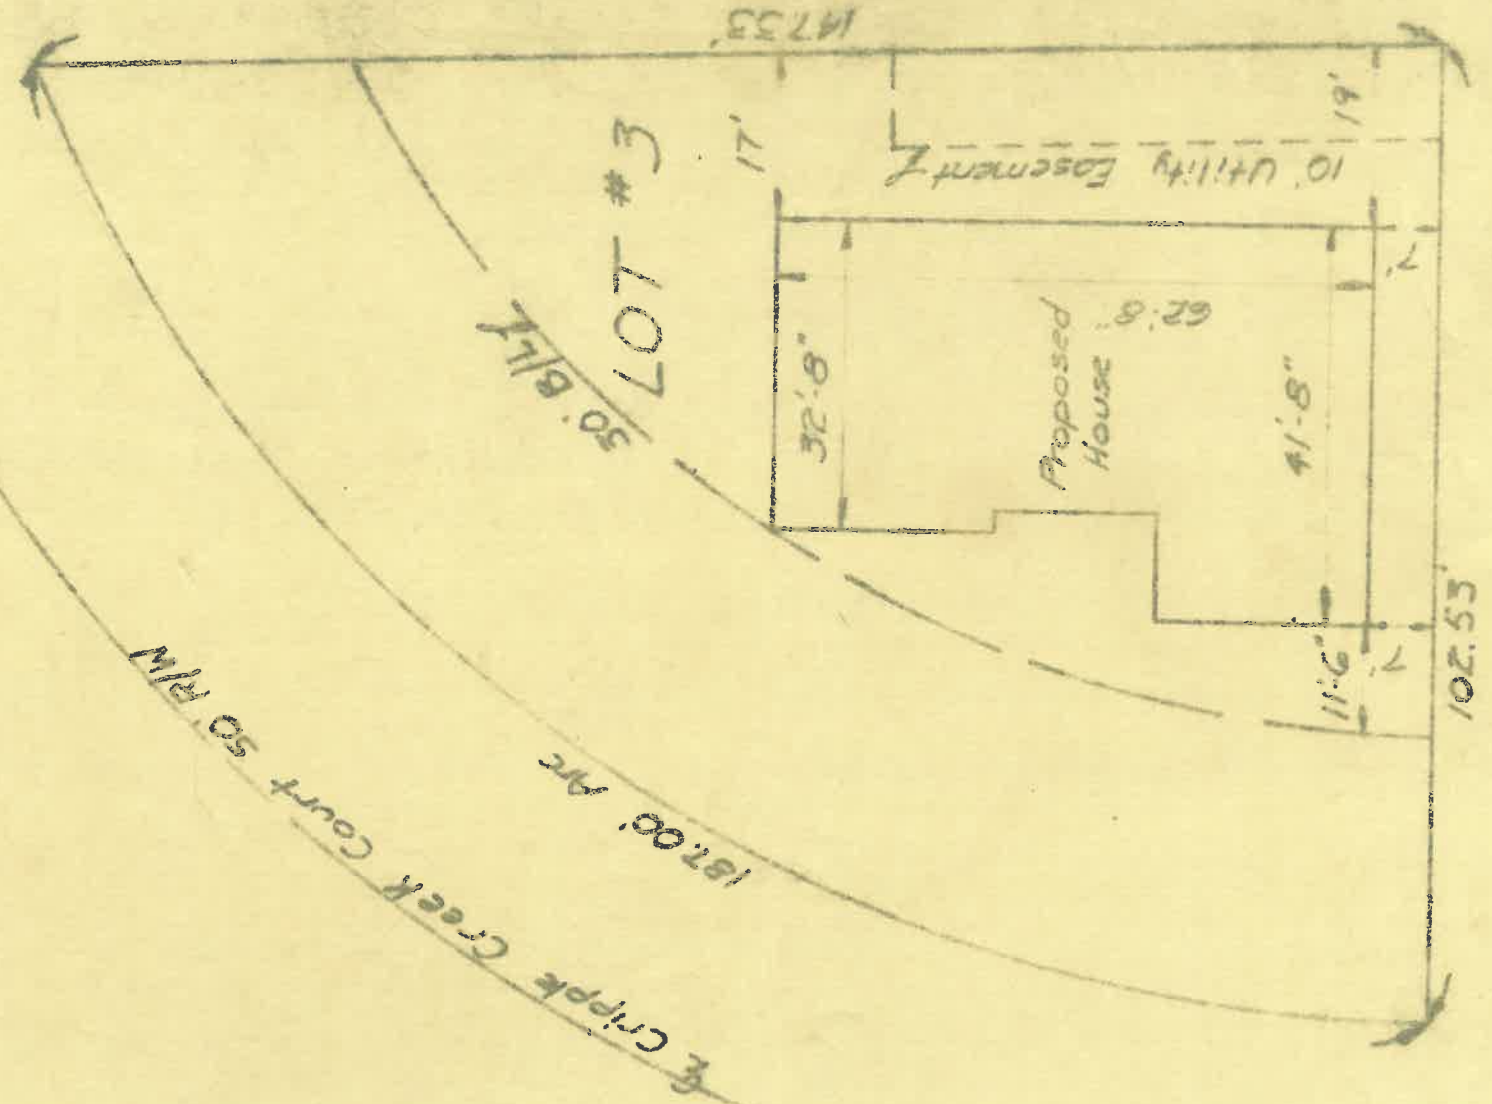 147.33'
17'
19'
10' Utility Easement
LOT #3
30' B/L
32'-8"
62'-8"
Proposed
House
41'-8"
7'
7'
11'-6"
102.53'
187.00' Arc
℄ Cripple Creek Court 50' R/W